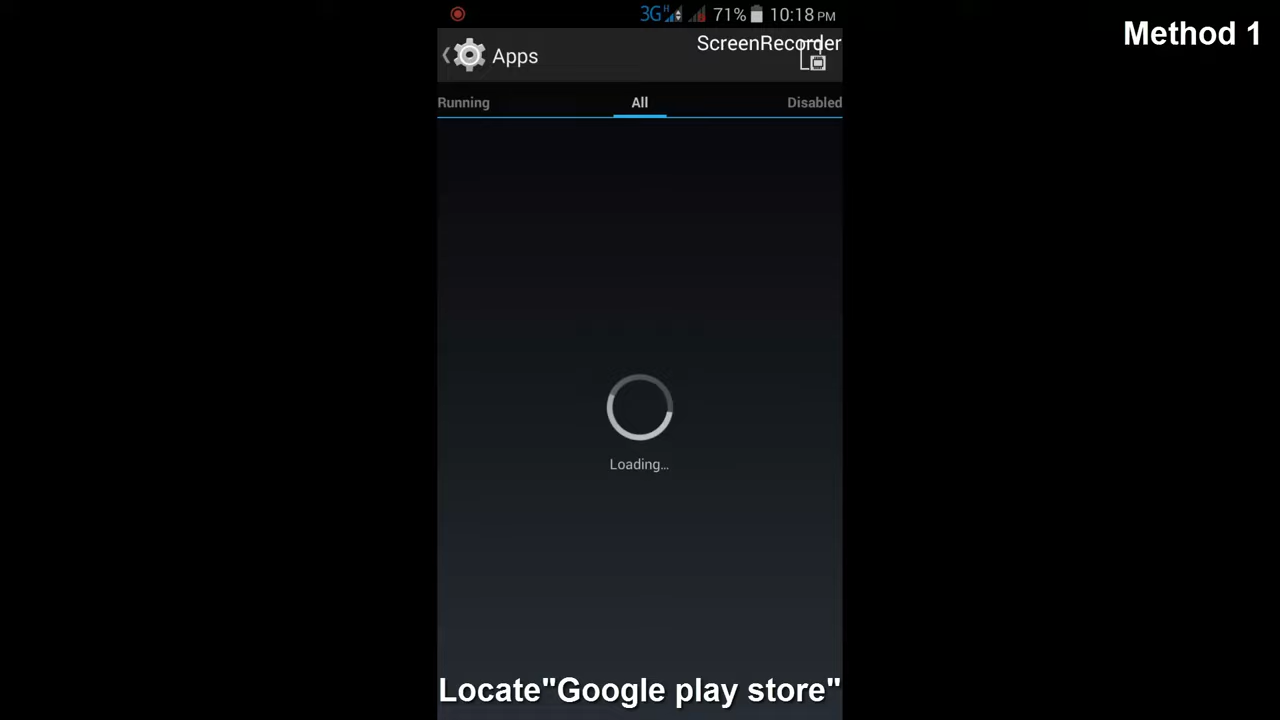 3G H 71% 10:18 PM
Method 1
ScreenRecorder
Apps
Running All Disabled
Loading...
Locate"Google play store"